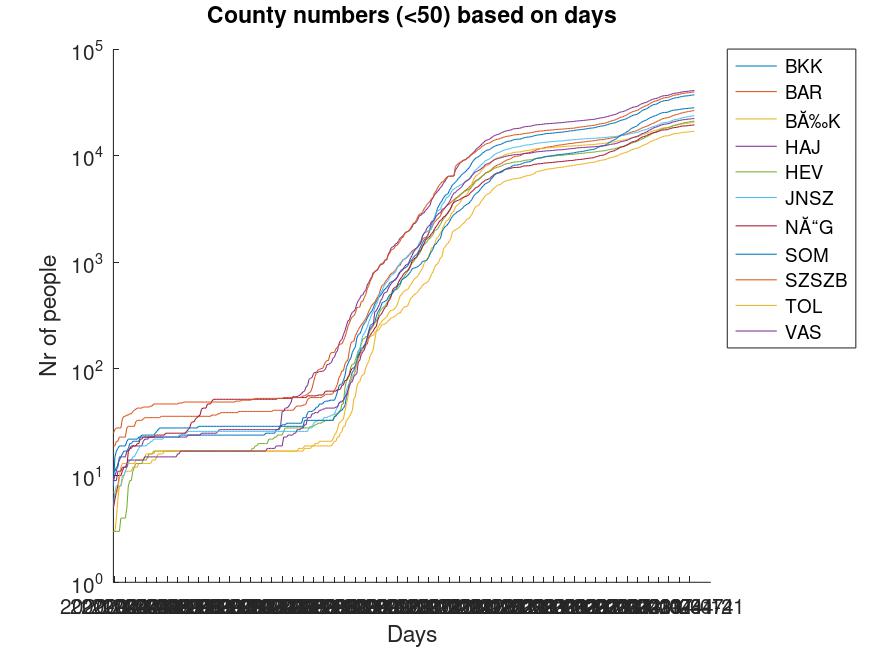 County numbers (<50) based on days
10^5
10^4
10^3
10^2
10^1
10^0
Nr of people
Days
BKK
BAR
BĂ‰K
HAJ
HEV
JNSZ
NĂ“G
SOM
SZSZB
TOL
VAS